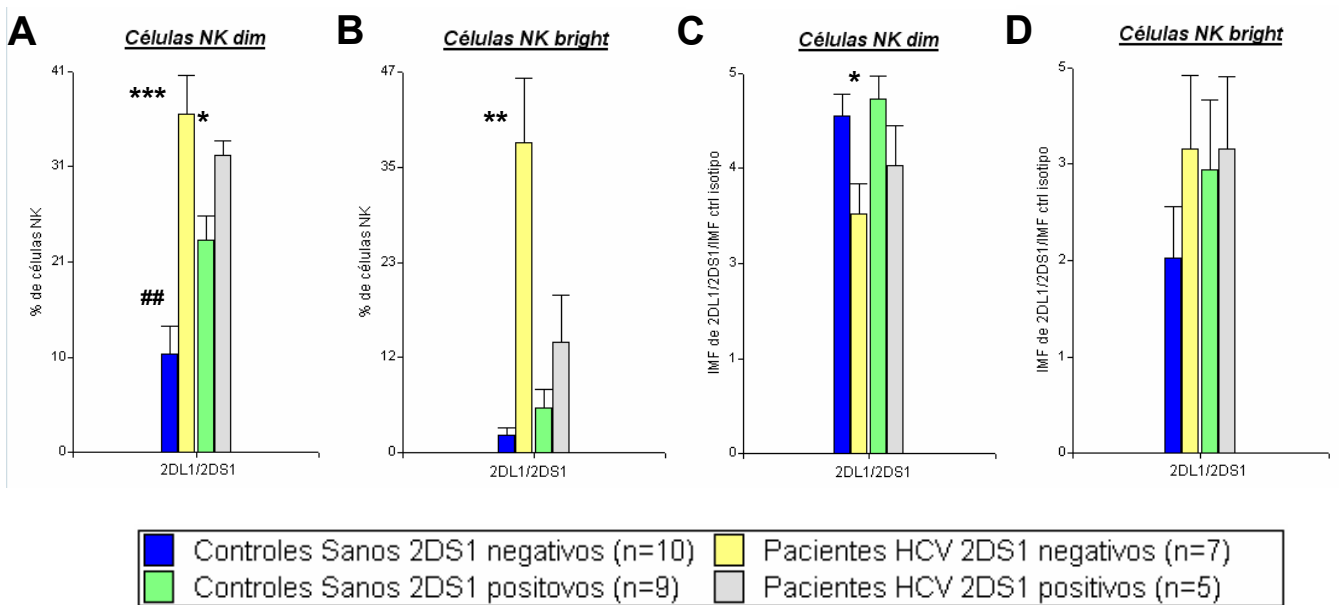 A
Células NK dim
41
31
21
10
0
% de células NK
***
*
##
2DL1/2DS1
B
Células NK bright
47
35
23
12
0
% de células NK
**
2DL1/2DS1
C
Células NK dim
5
4
3
1
0
IMF de 2DL1/2DS1/IMF ctrl isotipo
*
2DL1/2DS1
D
Células NK bright
5
3
2
1
0
IMF de 2DL1/2DS1/IMF ctrl isotipo
2DL1/2DS1
Controles Sanos 2DS1 negativos (n=10)
Pacientes HCV 2DS1 negativos (n=7)
Controles Sanos 2DS1 positovos (n=9)
Pacientes HCV 2DS1 positivos (n=5)